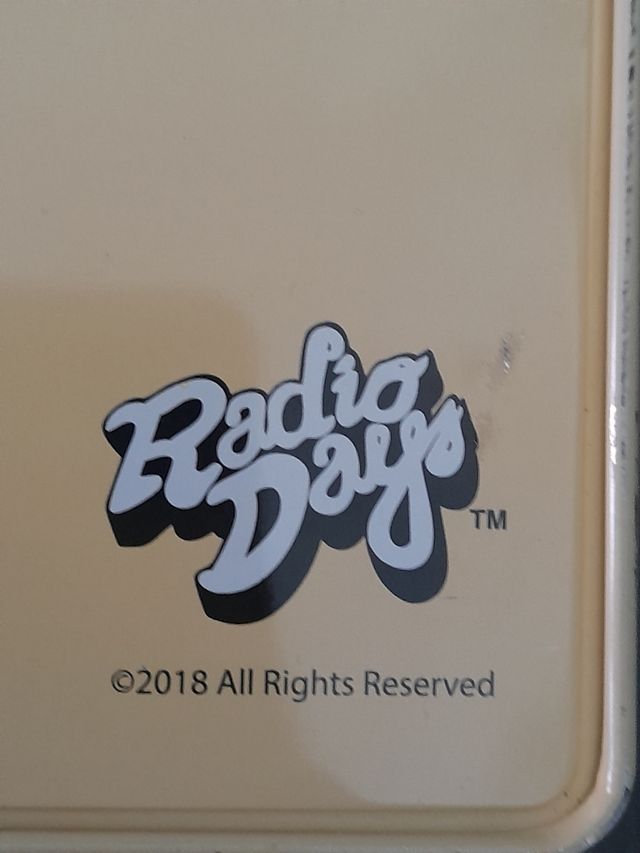 Radio
Days
TM
©2018 All Rights Reserved